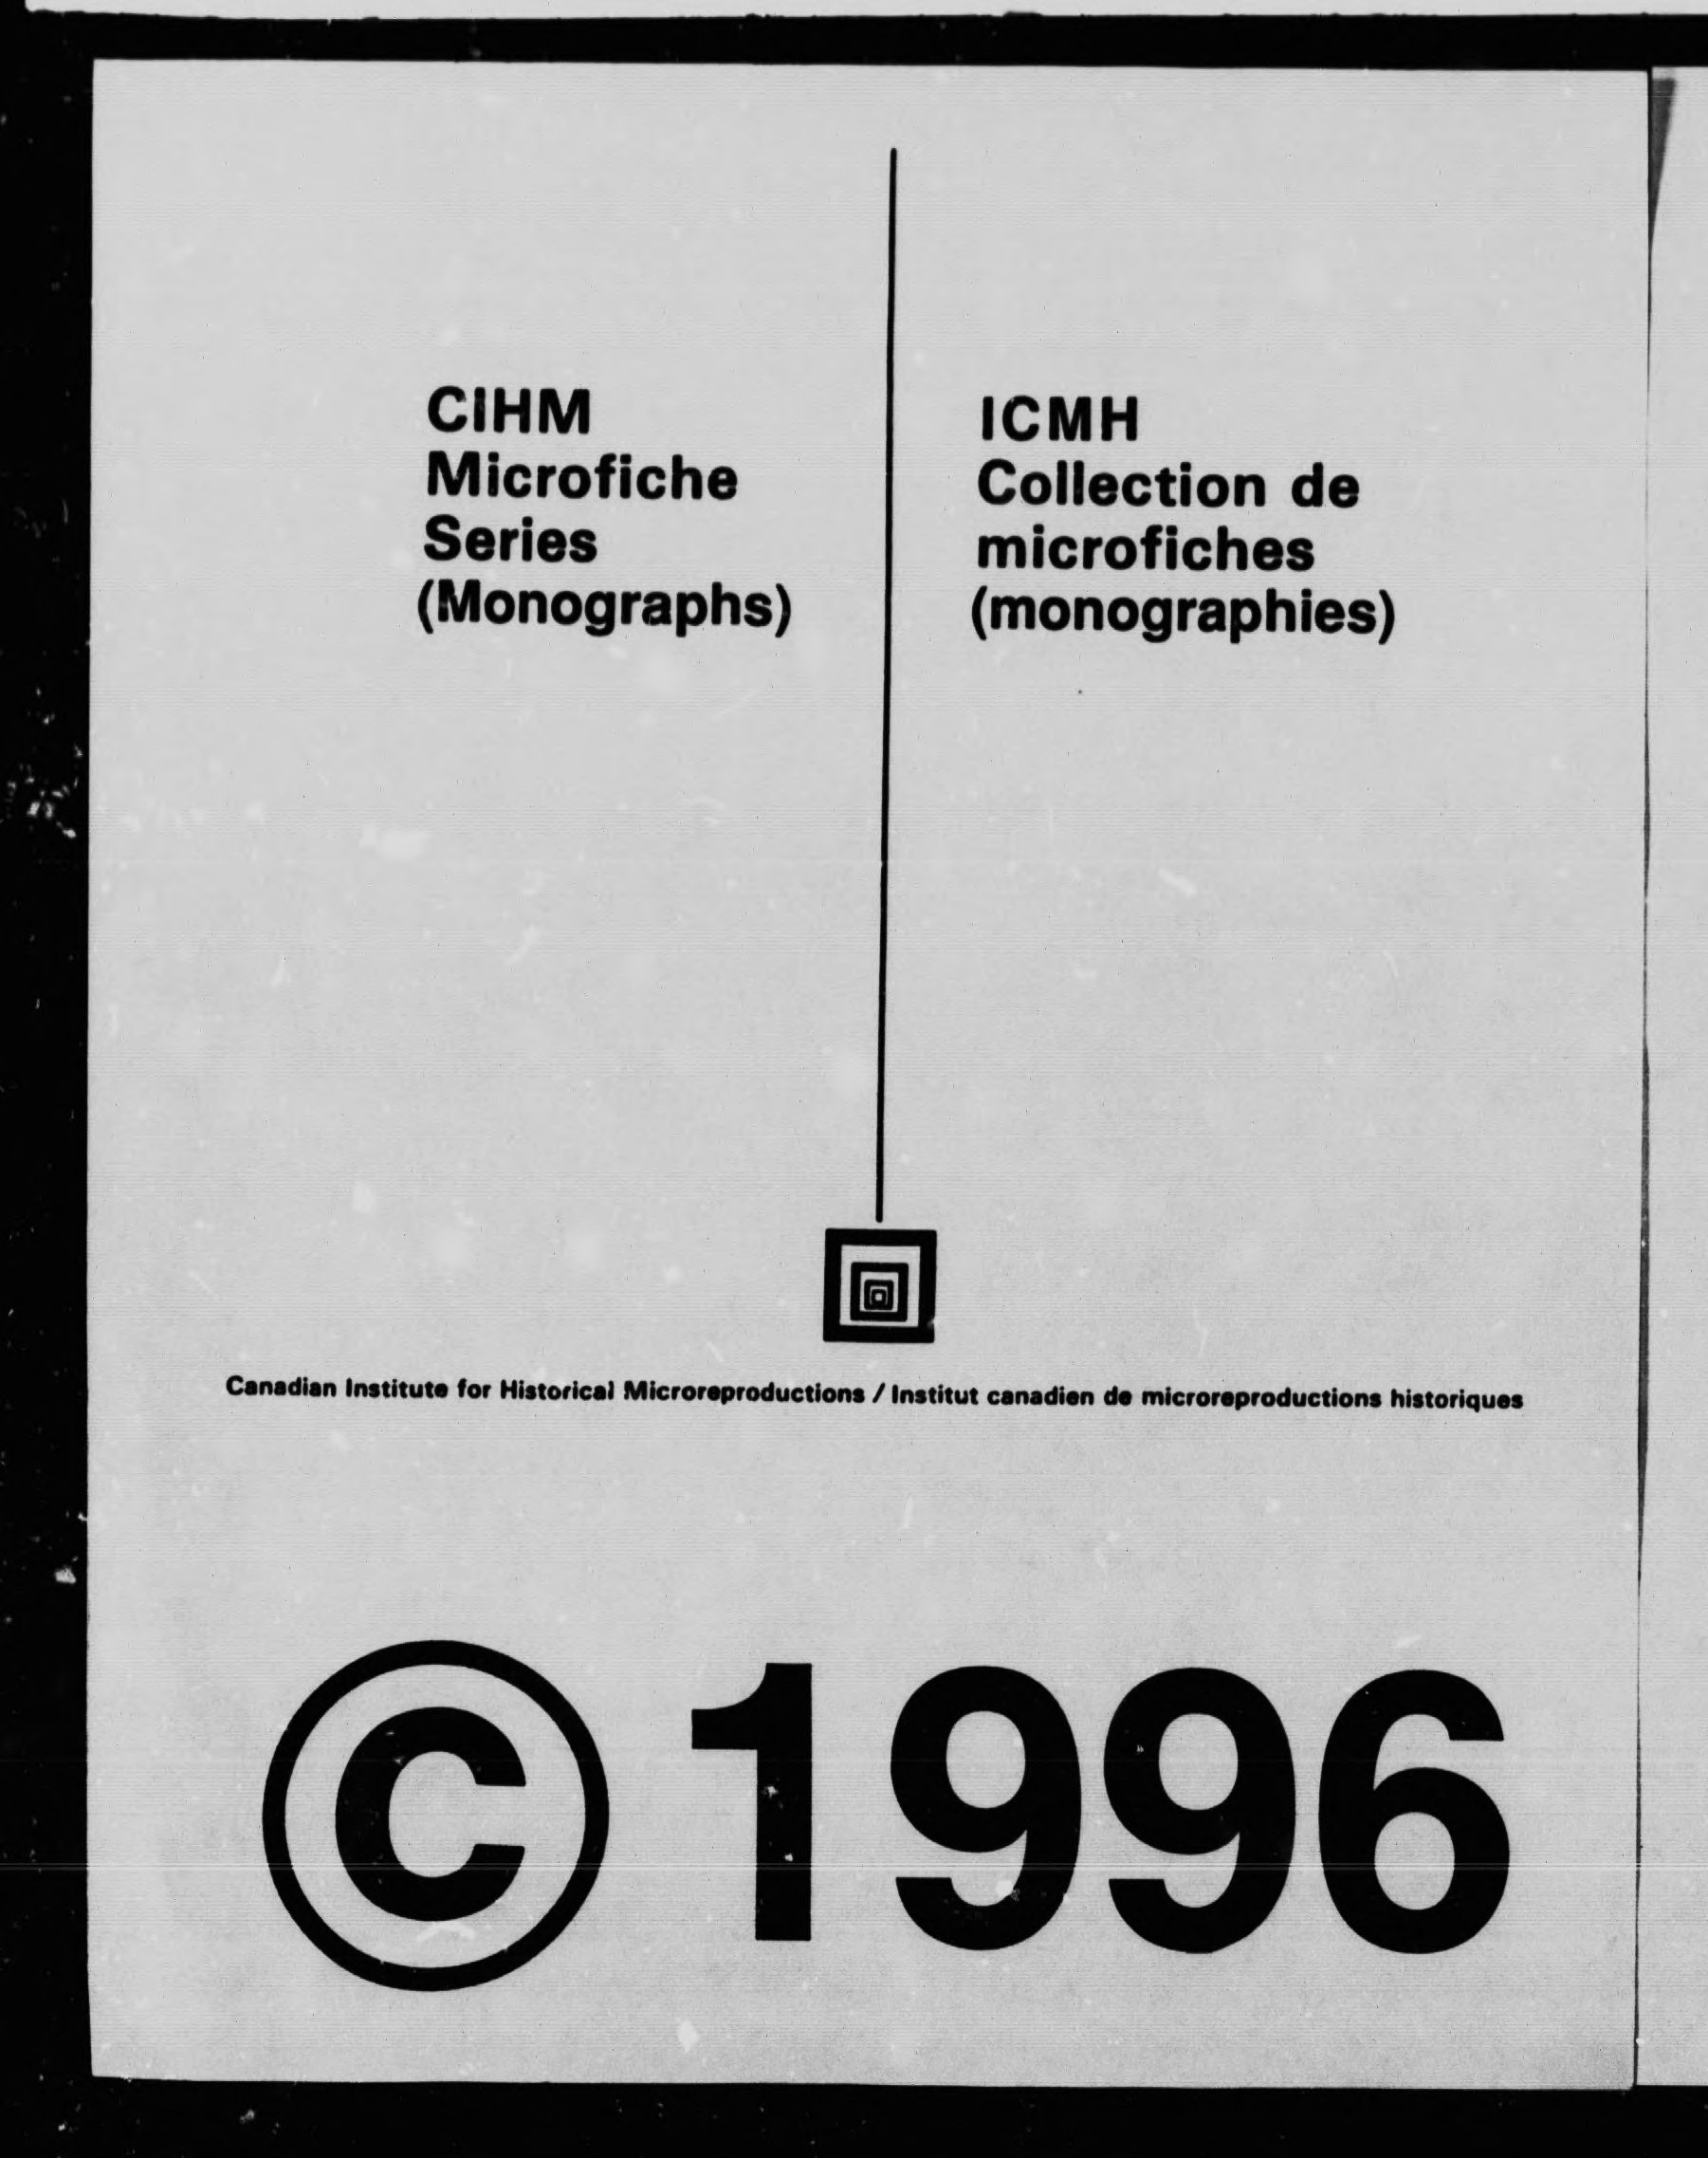 CIHM
Microfiche
Series
(Monographs)
ICMH
Collection de
microfiches
(monographies)
Canadian Institute for Historical Microreproductions / Institut canadien de microreproductions historiques
© 1996